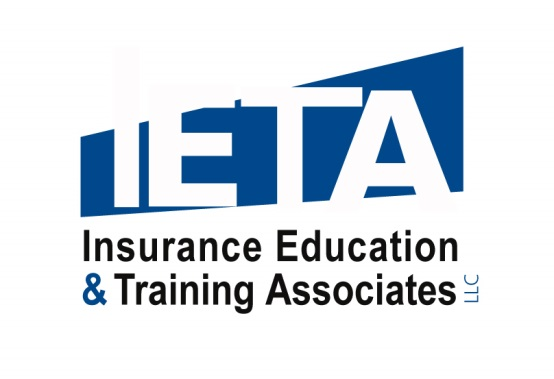 IETA
Insurance Education
& Training Associates LLC